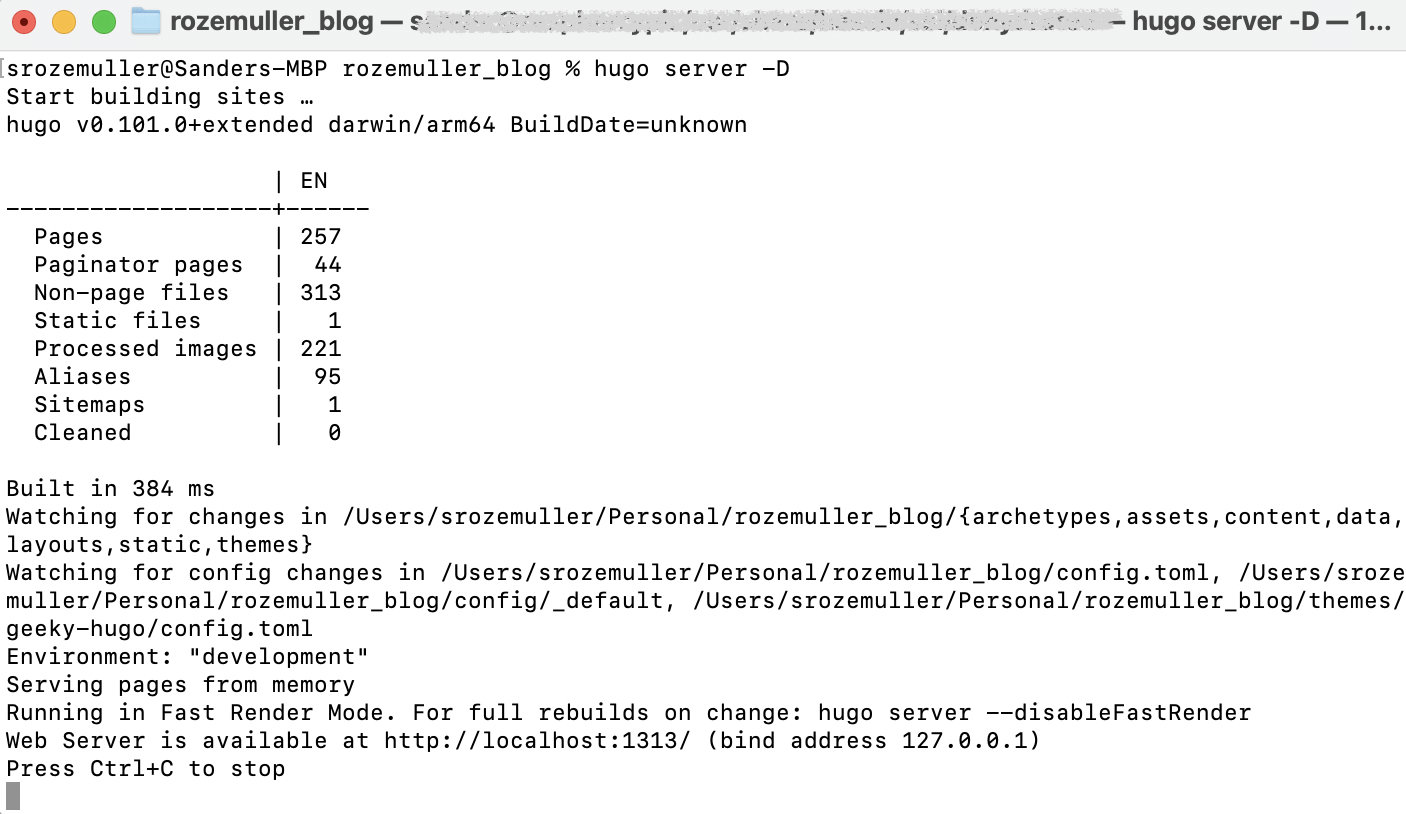 rozemuller_blog — — hugo server -D — 1...
srozemuller@Sanders-MBP rozemuller_blog % hugo server -D
Start building sites …
hugo v0.101.0+extended darwin/arm64 BuildDate=unknown
| EN
-------------------+------
Pages | 257
Paginator pages | 44
Non-page files | 313
Static files | 1
Processed images | 221
Aliases | 95
Sitemaps | 1
Cleaned | 0
Built in 384 ms
Watching for changes in /Users/srozemuller/Personal/rozemuller_blog/{archetypes,assets,content,data,
layouts,static,themes}
Watching for config changes in /Users/srozemuller/Personal/rozemuller_blog/config.toml, /Users/sroze
muller/Personal/rozemuller_blog/config/_default, /Users/srozemuller/Personal/rozemuller_blog/themes/
geeky-hugo/config.toml
Environment: "development"
Serving pages from memory
Running in Fast Render Mode. For full rebuilds on change: hugo server --disableFastRender
Web Server is available at http://localhost:1313/ (bind address 127.0.0.1)
Press Ctrl+C to stop